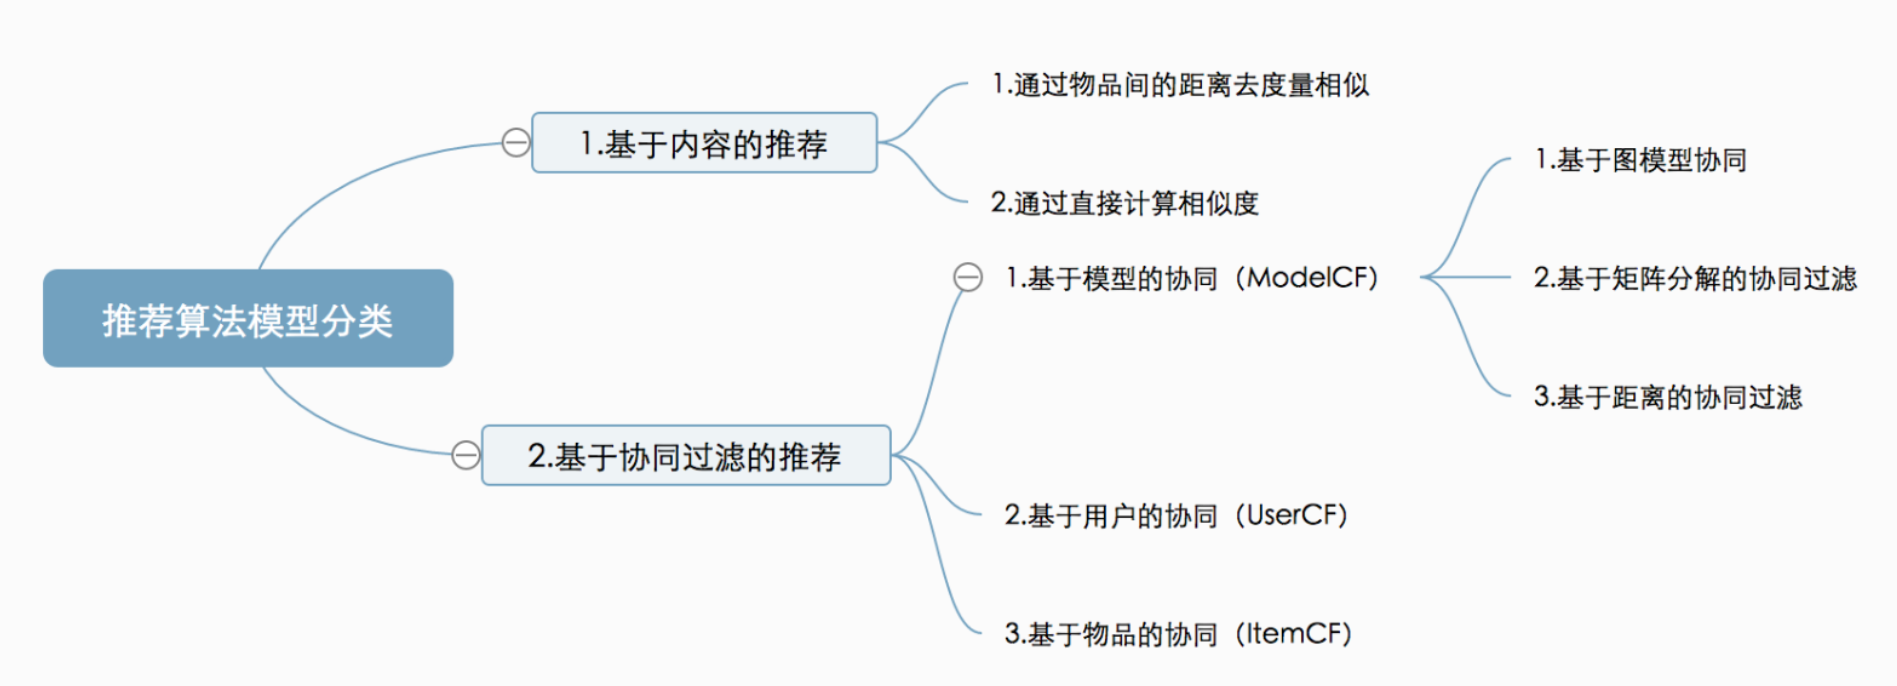 推荐算法模型分类
1.基于内容的推荐
1.通过物品间的距离去度量相似
2.通过直接计算相似度
2.基于协同过滤的推荐
1.基于模型的协同（ModelCF）
1.基于图模型协同
2.基于矩阵分解的协同过滤
3.基于距离的协同过滤
2.基于用户的协同（UserCF）
3.基于物品的协同（ItemCF）